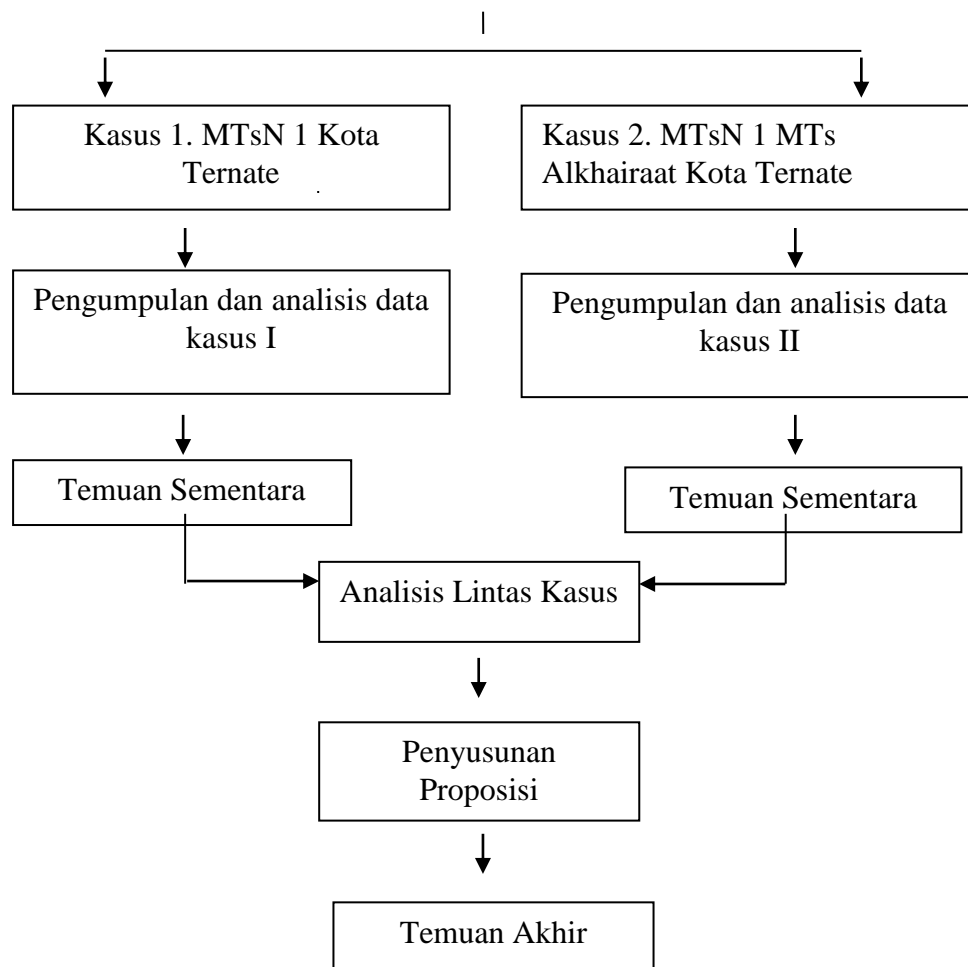 Kasus 1. MTsN 1 Kota
Ternate
Kasus 2. MTsN 1 MTs
Alkhairaat Kota Ternate
Pengumpulan dan analisis data
kasus I
Pengumpulan dan analisis data
kasus II
Temuan Sementara
Temuan Sementara
Analisis Lintas Kasus
Penyusunan
Proposisi
Temuan Akhir